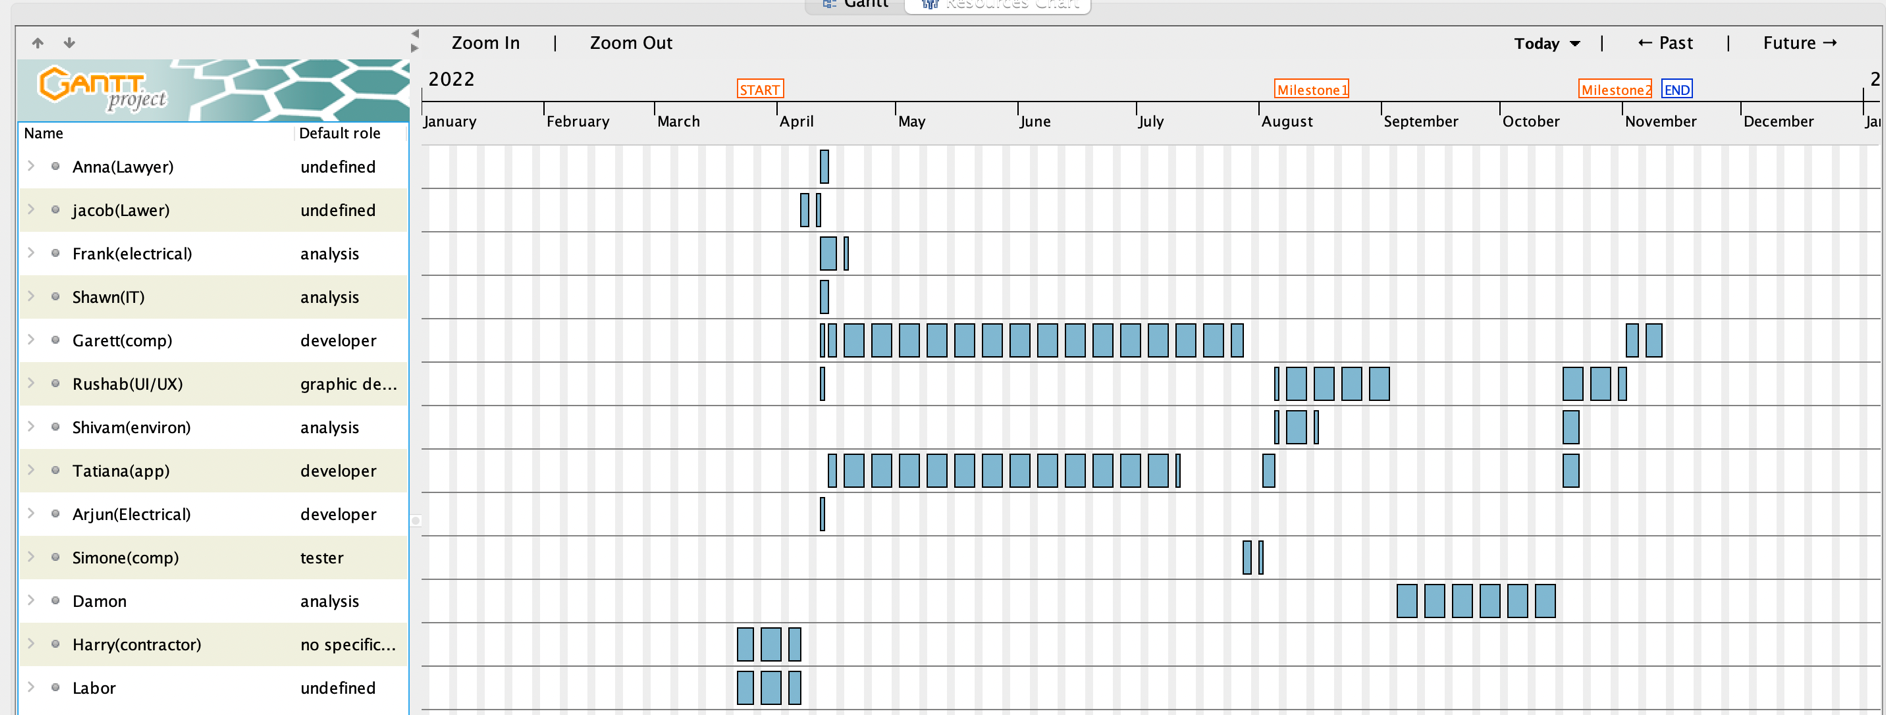 Gantt Resources Chart
Zoom In | Zoom Out Today | ← Past | Future →
GANTT project
2022 START Milestone1 Milestone2 END 2
January February March April May June July August September October November December Jan
Name Default role
Anna(Lawyer) undefined
jacob(Lawer) undefined
Frank(electrical) analysis
Shawn(IT) analysis
Garett(comp) developer
Rushab(UI/UX) graphic de...
Shivam(environ) analysis
Tatiana(app) developer
Arjun(Electrical) developer
Simone(comp) tester
Damon analysis
Harry(contractor) no specific...
Labor undefined